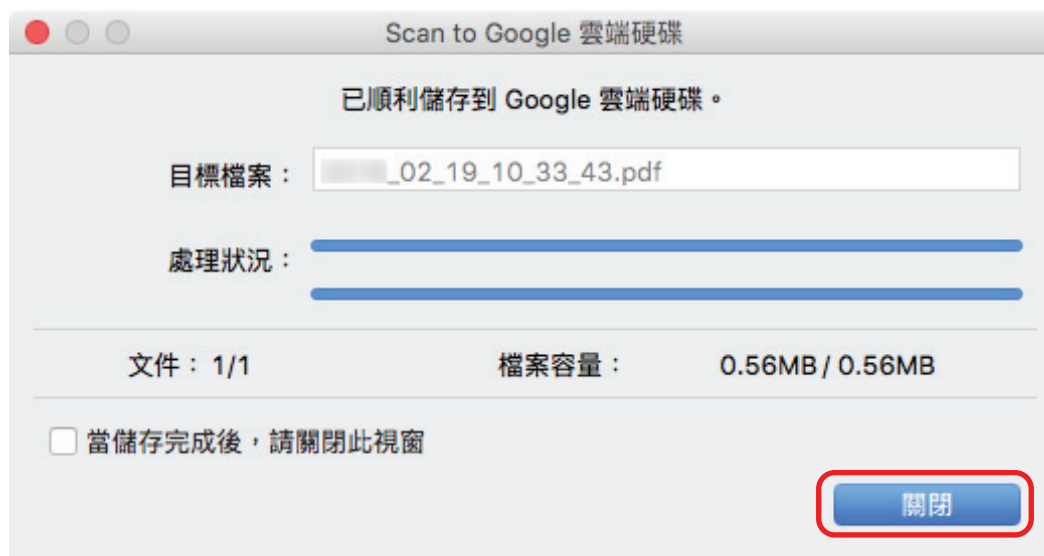 Scan to Google 雲端硬碟
已順利儲存到 Google 雲端硬碟。
目標檔案： _02_19_10_33_43.pdf
處理狀況：
文件：1/1 檔案容量： 0.56MB / 0.56MB
當儲存完成後，請關閉此視窗
關閉